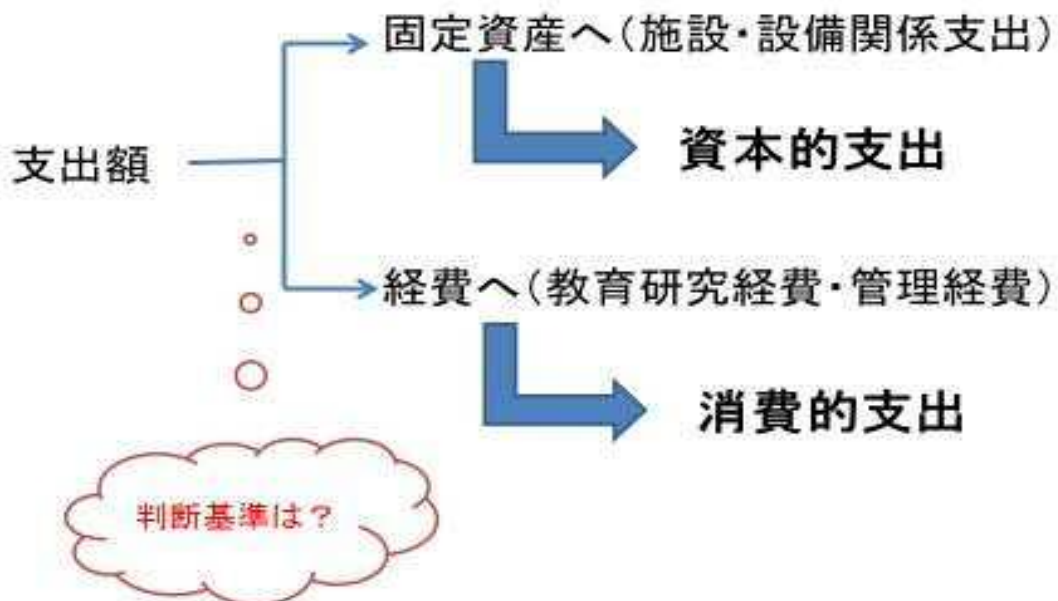 固定資産へ(施設・設備関係支出)
資本的支出
支出額
経費へ(教育研究経費・管理経費)
消費的支出
判断基準は?